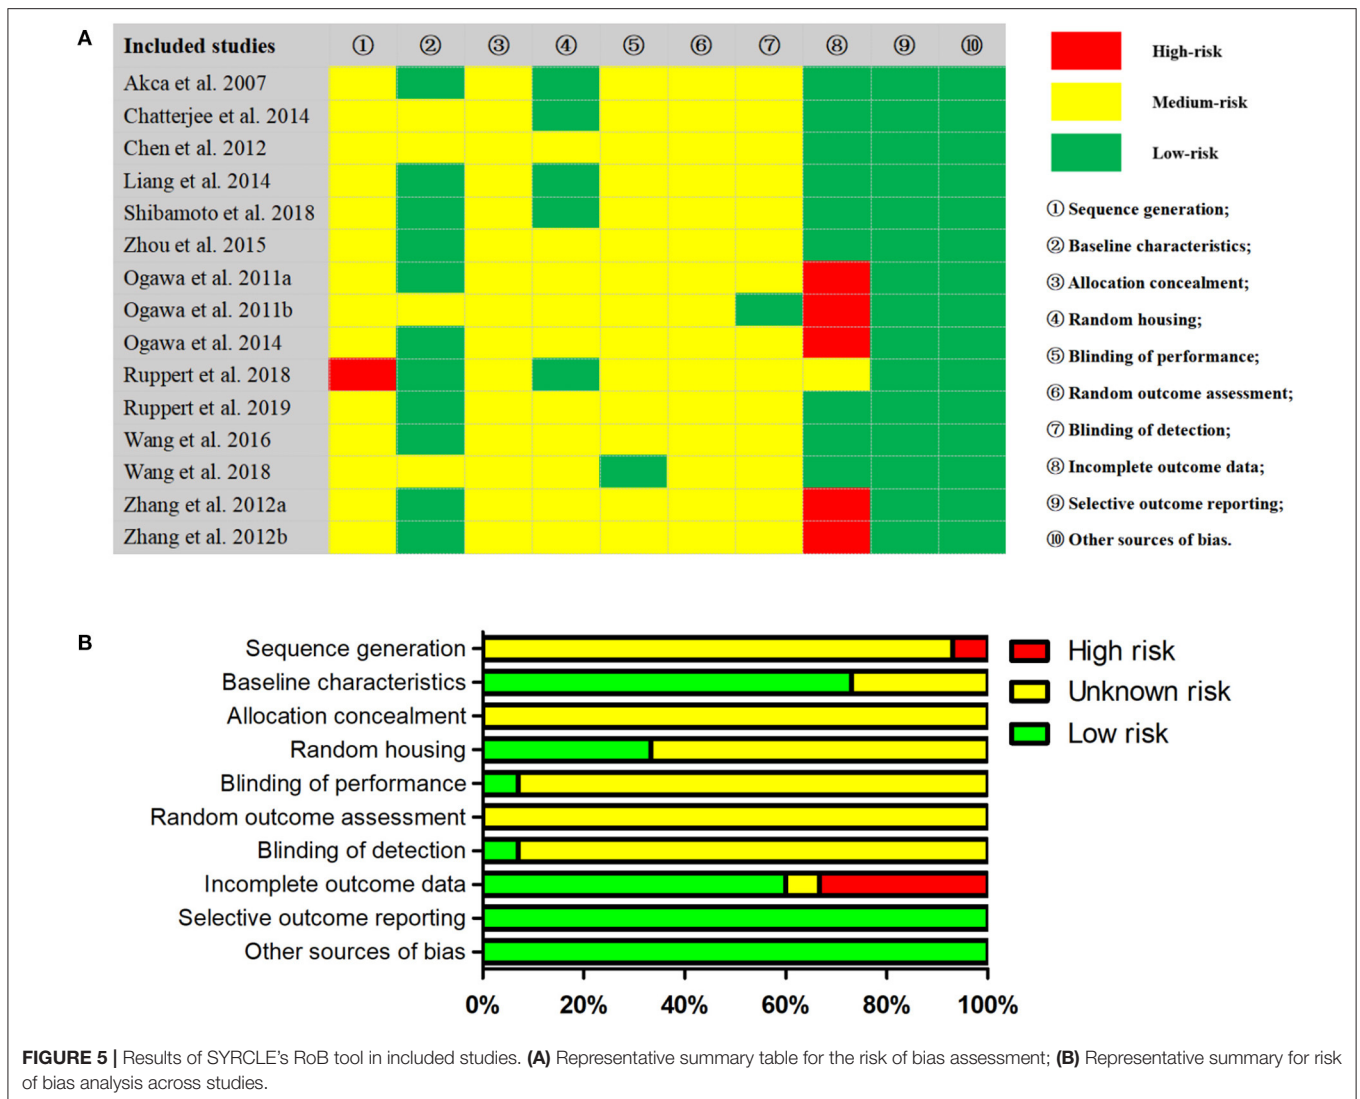 A
Included studies ① ② ③ ④ ⑤ ⑥ ⑦ ⑧ ⑨ ⑩
Akca et al. 2007
Chatterjee et al. 2014
Chen et al. 2012
Liang et al. 2014
Shibamoto et al. 2018
Zhou et al. 2015
Ogawa et al. 2011a
Ogawa et al. 2011b
Ogawa et al. 2014
Ruppert et al. 2018
Ruppert et al. 2019
Wang et al. 2016
Wang et al. 2018
Zhang et al. 2012a
Zhang et al. 2012b
High-risk
Medium-risk
Low-risk
① Sequence generation;
② Baseline characteristics;
③ Allocation concealment;
④ Random housing;
⑤ Blinding of performance;
⑥ Random outcome assessment;
⑦ Blinding of detection;
⑧ Incomplete outcome data;
⑨ Selective outcome reporting;
⑩ Other sources of bias.
B
Sequence generation
Baseline characteristics
Allocation concealment
Random housing
Blinding of performance
Random outcome assessment
Blinding of detection
Incomplete outcome data
Selective outcome reporting
Other sources of bias
0% 20% 40% 60% 80% 100%
High risk
Unknown risk
Low risk
FIGURE 5 | Results of SYRCLE's RoB tool in included studies. (A) Representative summary table for the risk of bias assessment; (B) Representative summary for risk
of bias analysis across studies.